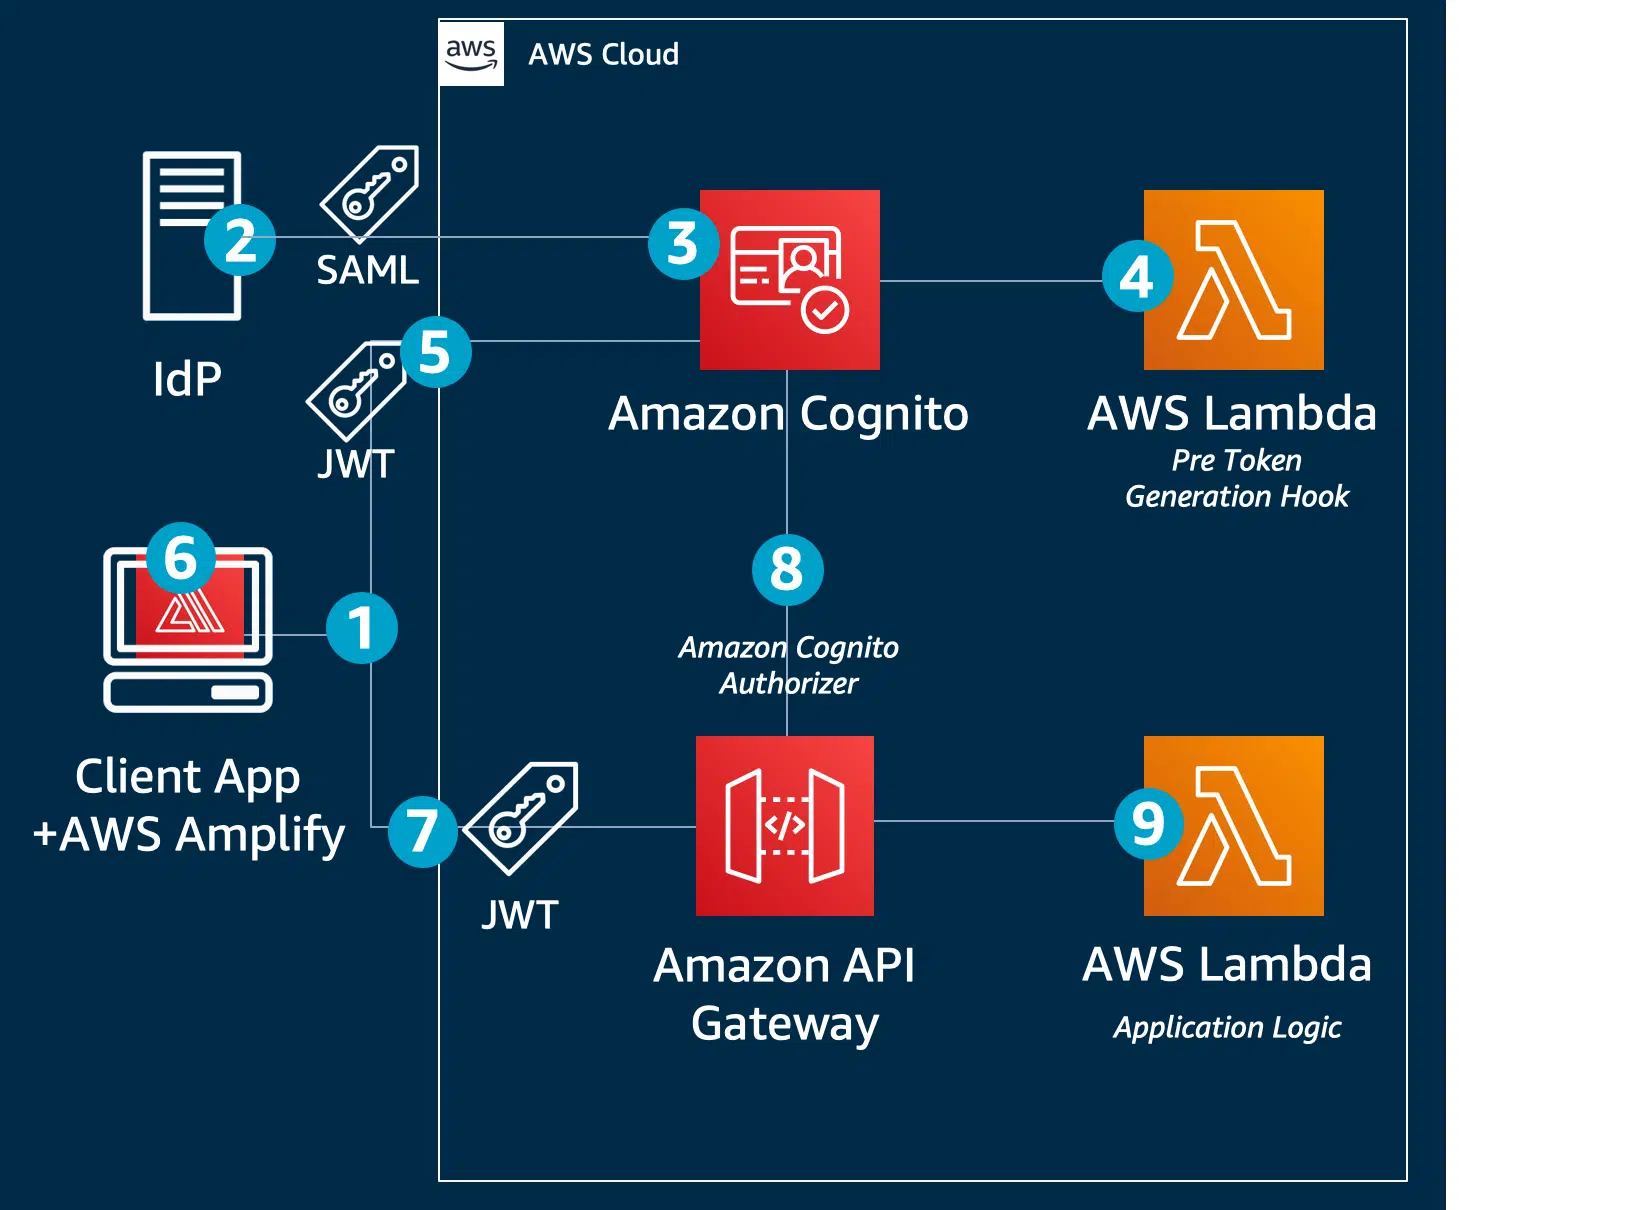 aws
AWS Cloud
2
SAML
3
4
IdP
5
JWT
Amazon Cognito
AWS Lambda
Pre Token
Generation Hook
6
1
8
Amazon Cognito
Authorizer
Client App
+AWS Amplify
7
JWT
</>
9
Amazon API
Gateway
AWS Lambda
Application Logic